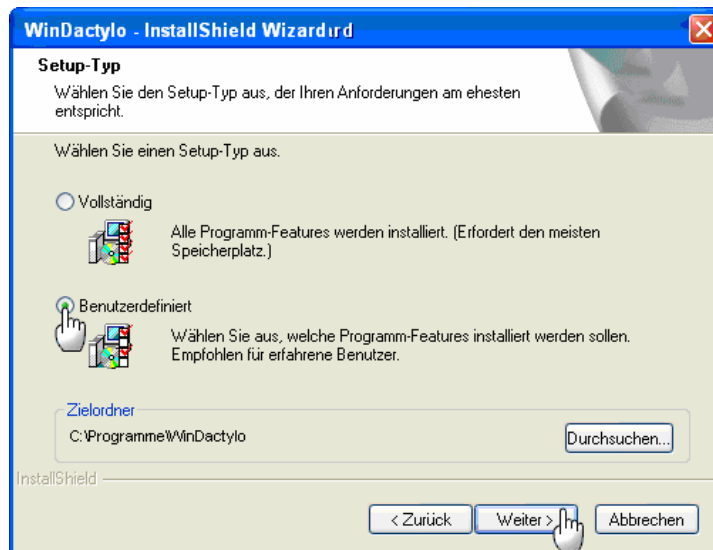 WinDactylo - InstallShield Wizardırd
Setup-Typ
Wählen Sie den Setup-Typ aus, der Ihren Anforderungen am ehesten
entspricht.
Wählen Sie einen Setup-Typ aus.
Vollständig
Alle Programm-Features werden installiert. (Erfordert den meisten
Speicherplatz.)
Benutzerdefiniert
Wählen Sie aus, welche Programm-Features installiert werden sollen.
Empfohlen für erfahrene Benutzer.
Zielordner
C:\Programme\WinDactylo
Durchsuchen...
InstallShield
< Zurück
Weiter >
Abbrechen